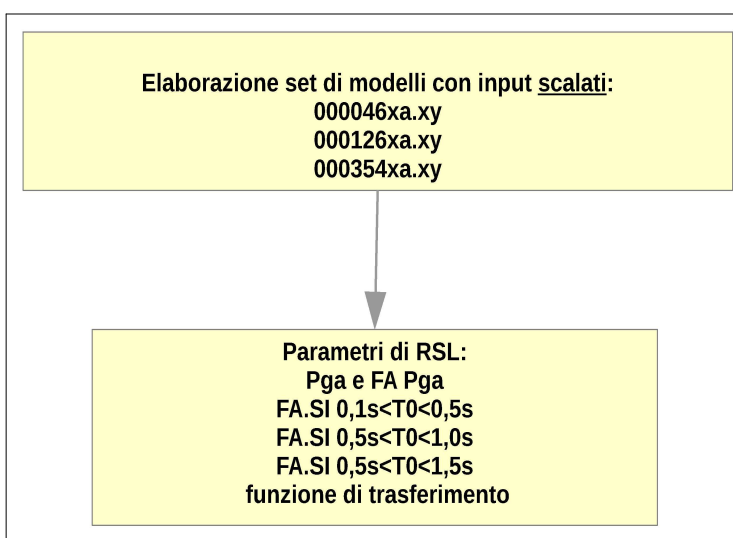 Elaborazione set di modelli con input scalati:
000046xa.xy
000126xa.xy
000354xa.xy
Parametri di RSL:
Pga e FA Pga
FA.SI 0,1s<T0<0,5s
FA.SI 0,5s<T0<1,0s
FA.SI 0,5s<T0<1,5s
funzione di trasferimento